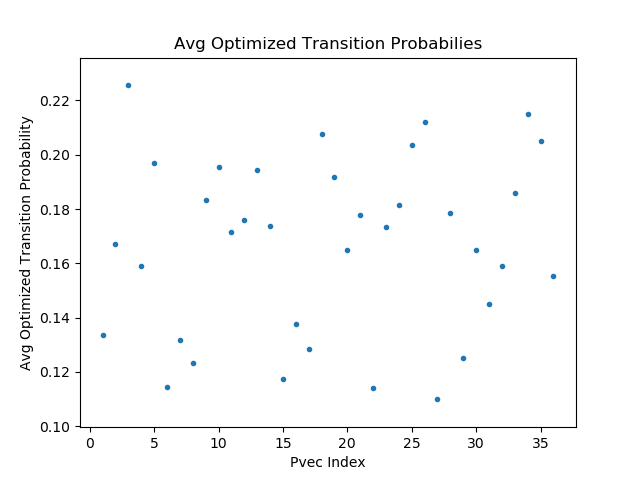 Avg Optimized Transition Probabilies
0.22
0.20
0.18
0.16
0.14
0.12
0.10
Avg Optimized Transition Probability
0 5 10 15 20 25 30 35
Pvec Index